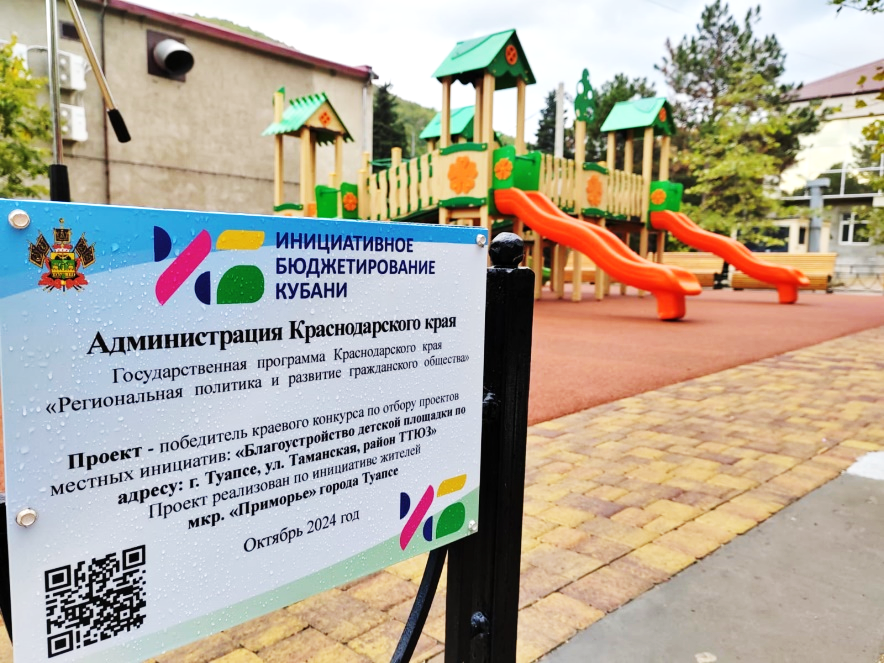 ИНИЦИАТИВНОЕ
БЮДЖЕТИРОВАНИЕ
КУБАНИ
Администрация Краснодарского края
Государственная программа Краснодарского края
«Региональная политика и развитие гражданского общества»
Проект - победитель краевого конкурса по отбору проектов
местных инициатив: «Благоустройство детской площадки по
адресу: г. Туапсе, ул. Таманская, район ТТЮЗ»
Проект реализован по инициативе жителей
мкр. «Приморье» города Туапсе
Октябрь 2024 год